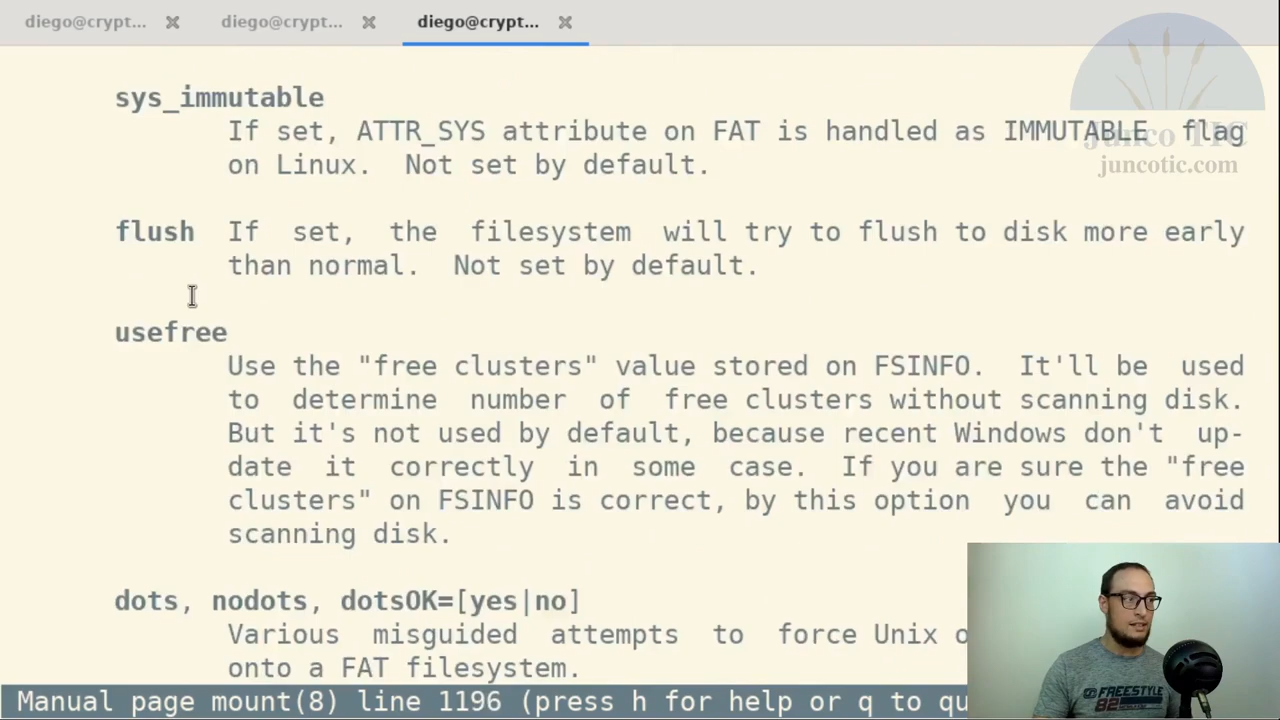 diego@crypt... diego@crypt... diego@crypt...
sys_immutable
If set, ATTR_SYS attribute on FAT is handled as IMMUTABLE flag
on Linux. Not set by default.
Junco TIC
juncotic.com
flush If set, the filesystem will try to flush to disk more early
than normal. Not set by default.
usefree
Use the "free clusters" value stored on FSINFO. It'll be used
to determine number of free clusters without scanning disk.
But it's not used by default, because recent Windows don't up-
date it correctly in some case. If you are sure the "free
clusters" on FSINFO is correct, by this option you can avoid
scanning disk.
dots, nodots, dotsOK=[yes|no]
Various misguided attempts to force Unix o
onto a FAT filesystem.
Manual page mount(8) line 1196 (press h for help or q to qu
FREESTYLE
82